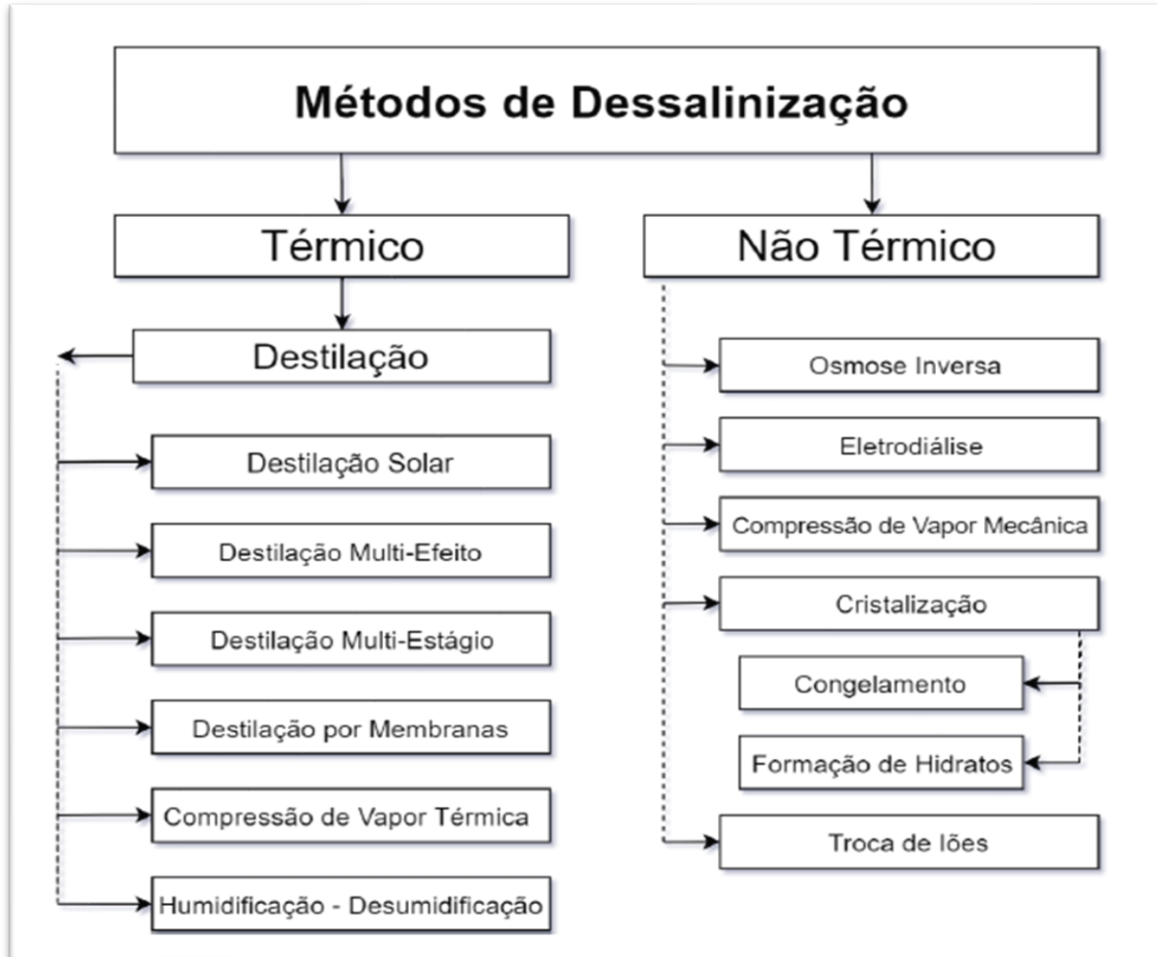 Métodos de Dessalinização
Térmico
Destilação
Destilação Solar
Destilação Multi-Efeito
Destilação Multi-Estágio
Destilação por Membranas
Compressão de Vapor Térmica
Humidificação - Desumidificação
Não Térmico
Osmose Inversa
Eletrodiálise
Compressão de Vapor Mecânica
Cristalização
Congelamento
Formação de Hidratos
Troca de Iões